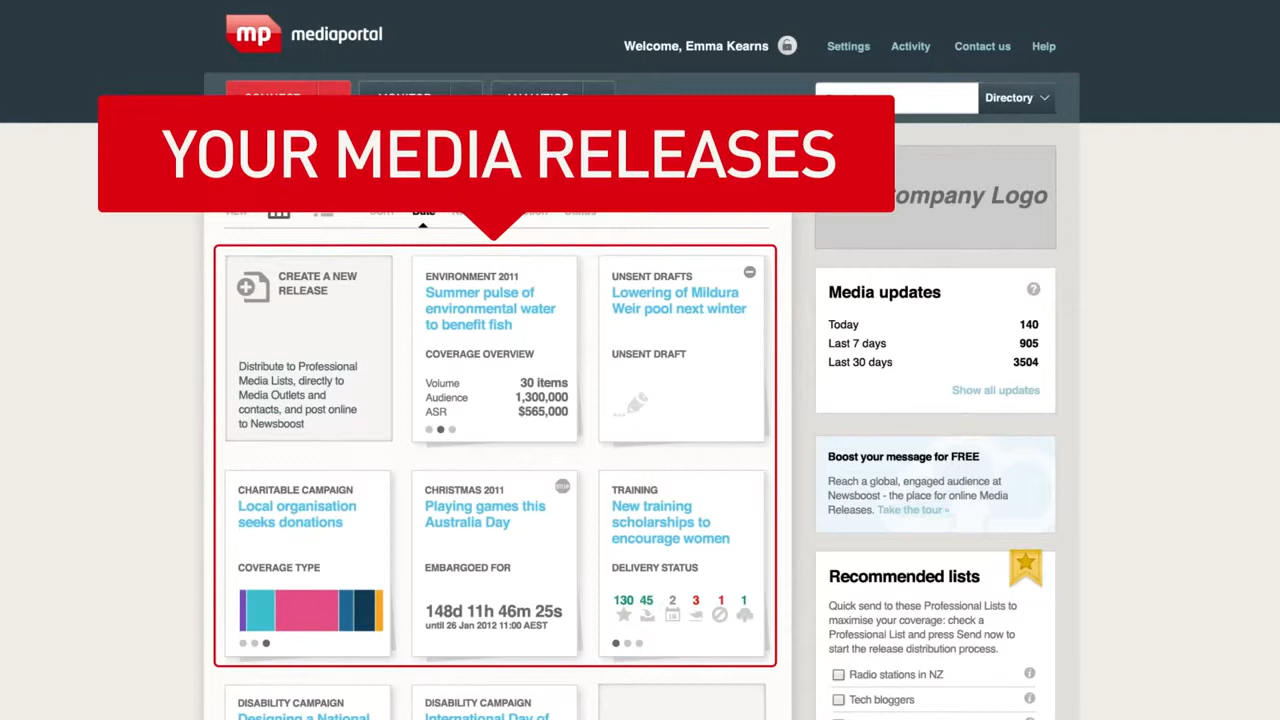 mp mediaportal
Welcome, Emma Kearns
Settings
Activity
Contact us
Help
Directory
YOUR MEDIA RELEASES
Company Logo
Date
CREATE A NEW
RELEASE
Distribute to Professional
Media Lists, directly to
Media Outlets and
contacts, and post online
to Newsboost
ENVIRONMENT 2011
Summer pulse of
environmental water
to benefit fish
COVERAGE OVERVIEW
Volume 30 items
Audience 1,300,000
ASR $565,000
UNSENT DRAFTS
Lowering of Mildura
Weir pool next winter
UNSENT DRAFT
CHARITABLE CAMPAIGN
Local organisation
seeks donations
COVERAGE TYPE
CHRISTMAS 2011
Playing games this
Australia Day
EMBARGOED FOR
148d 11h 46m 25s
until 26 Jan 2012 11:00 AEST
TRAINING
New training
scholarships to
encourage women
DELIVERY STATUS
130 45 2 3 1 1
DISABILITY CAMPAIGN
Designing a National
DISABILITY CAMPAIGN
International Day of
Media updates ?
Today 140
Last 7 days 905
Last 30 days 3504
Show all updates
Boost your message for FREE
Reach a global, engaged audience at
Newsboost - the place for online Media
Releases. Take the tour »
Recommended lists
Quick send to these Professional Lists to
maximise your coverage: check a
Professional List and press Send now to
start the release distribution process.
Radio stations in NZ
Tech bloggers